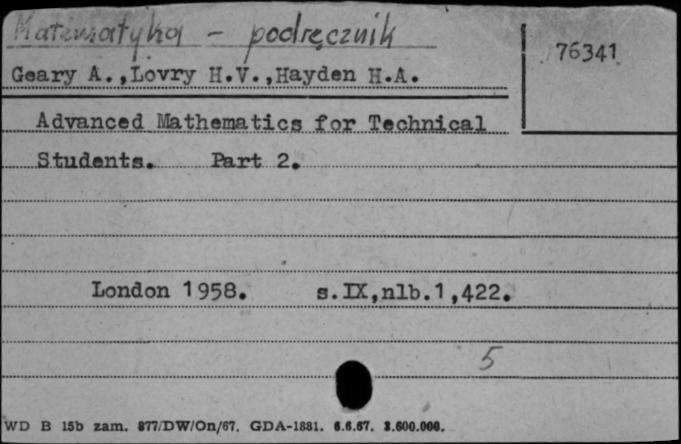 Matematyka - podręcznik
76341
Geary A.,Lovry H.V.,Hayden H.A.
Advanced Mathematics for Technical
Students. Part 2.
London 1958. s.IX,nlb.1,422.
5
WD B 15b zam. 877/DW/On/67. GDA-1881. 6.6.67. 3.600.000.